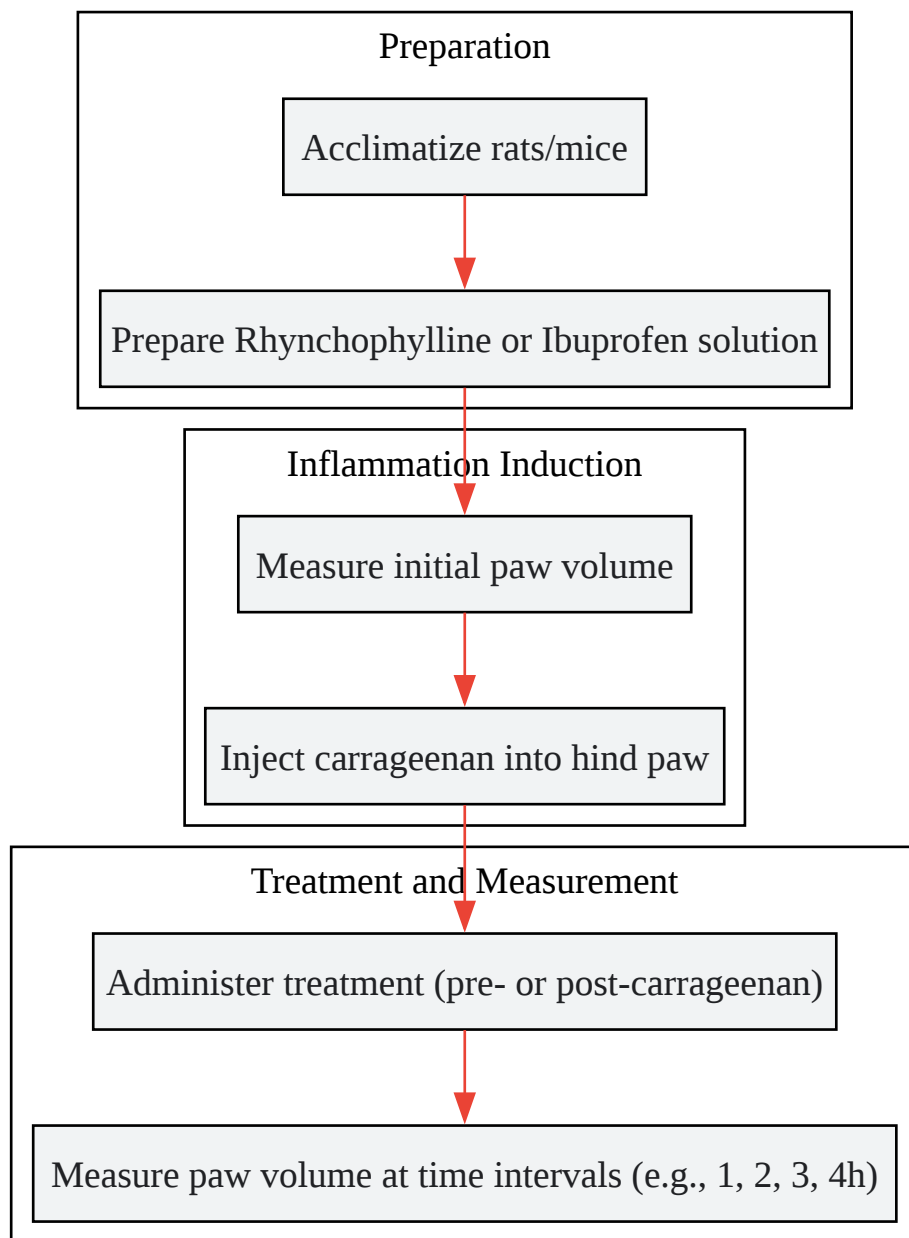 Preparation
Acclimatize rats/mice
Prepare Rhynchophylline or Ibuprofen solution
Inflammation Induction
Measure initial paw volume
Inject carrageenan into hind paw
Treatment and Measurement
Administer treatment (pre- or post-carrageenan)
Measure paw volume at time intervals (e.g., 1, 2, 3, 4h)